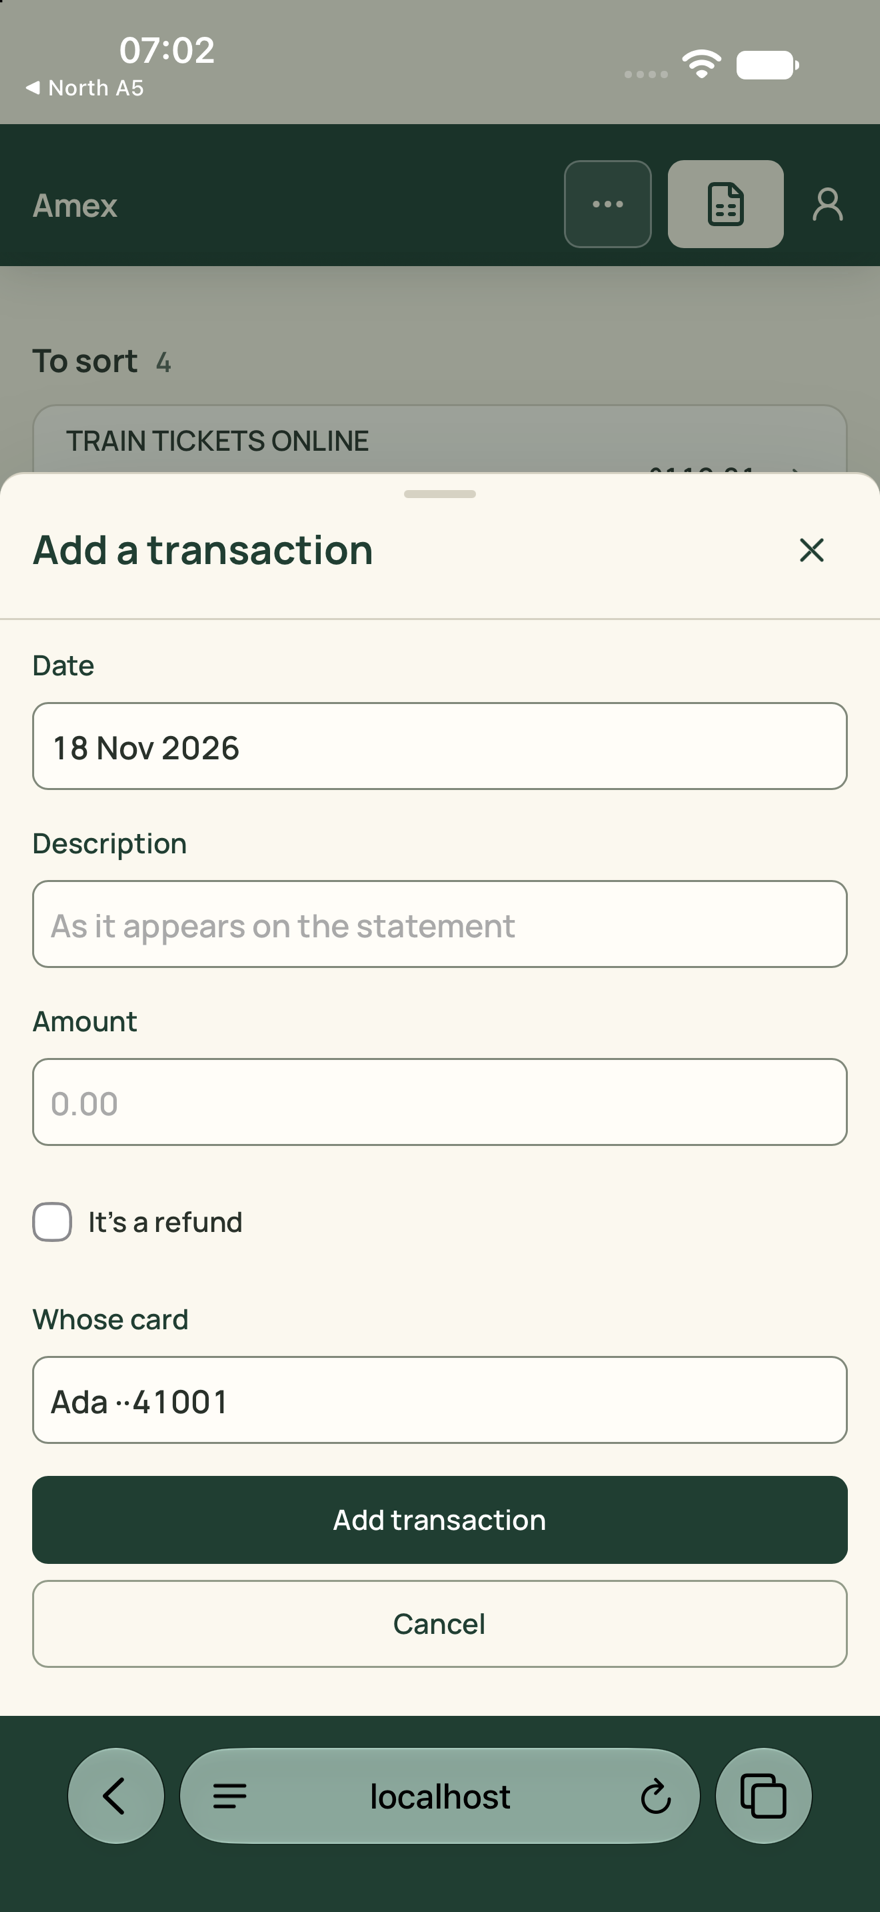 07:02
◀ North A5
Amex
To sort 4
TRAIN TICKETS ONLINE
Add a transaction
Date
18 Nov 2026
Description
As it appears on the statement
Amount
0.00
It’s a refund
Whose card
Ada ··41001
Add transaction
Cancel
localhost